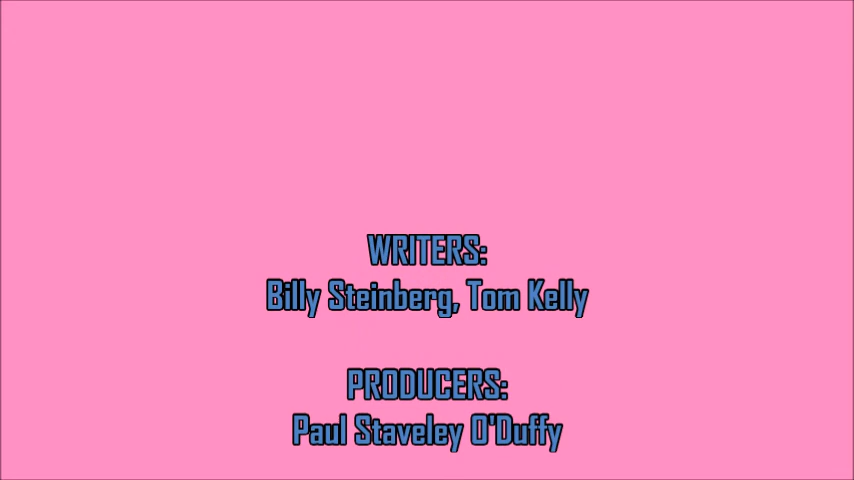 WRITERS:
Billy Steinberg, Tom Kelly
PRODUCERS:
Paul Staveley O'Duffy